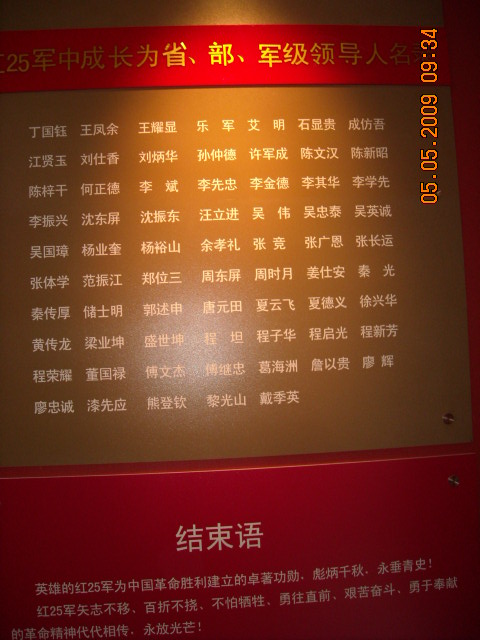 红25军中成长为省、部、军级领导人名录
05.05.2009 09:34
丁国钰 王凤余 王耀显 乐 军 艾 明 石显贵 成仿吾
江贤玉 刘仕香 刘炳华 孙仲德 许军成 陈文汉 陈新昭
陈梓干 何正德 李 斌 李先忠 李金德 李其华 李学先
李振兴 沈东屏 沈振东 汪立进 吴 伟 吴忠泰 吴英诚
吴国璋 杨业奎 杨裕山 余孝礼 张 竞 张广恩 张长运
张体学 范振江 郑位三 周东屏 周时月 姜仕安 秦 光
秦传厚 储士明 郭述申 唐元田 夏云飞 夏德义 徐兴华
黄传龙 梁业坤 盛世坤 程 坦 程子华 程启光 程新芳
程荣耀 董国禄 傅文杰 傅继忠 葛海洲 詹以贵 廖 辉
廖忠诚 漆先应 熊登钦 黎光山 戴季英
结束语
英雄的红25军为中国革命胜利建立的卓著功勋，彪炳千秋，永垂青史！
红25军矢志不移、百折不挠、不怕牺牲、勇往直前、艰苦奋斗、勇于奉献
的革命精神代代相传，永放光芒！